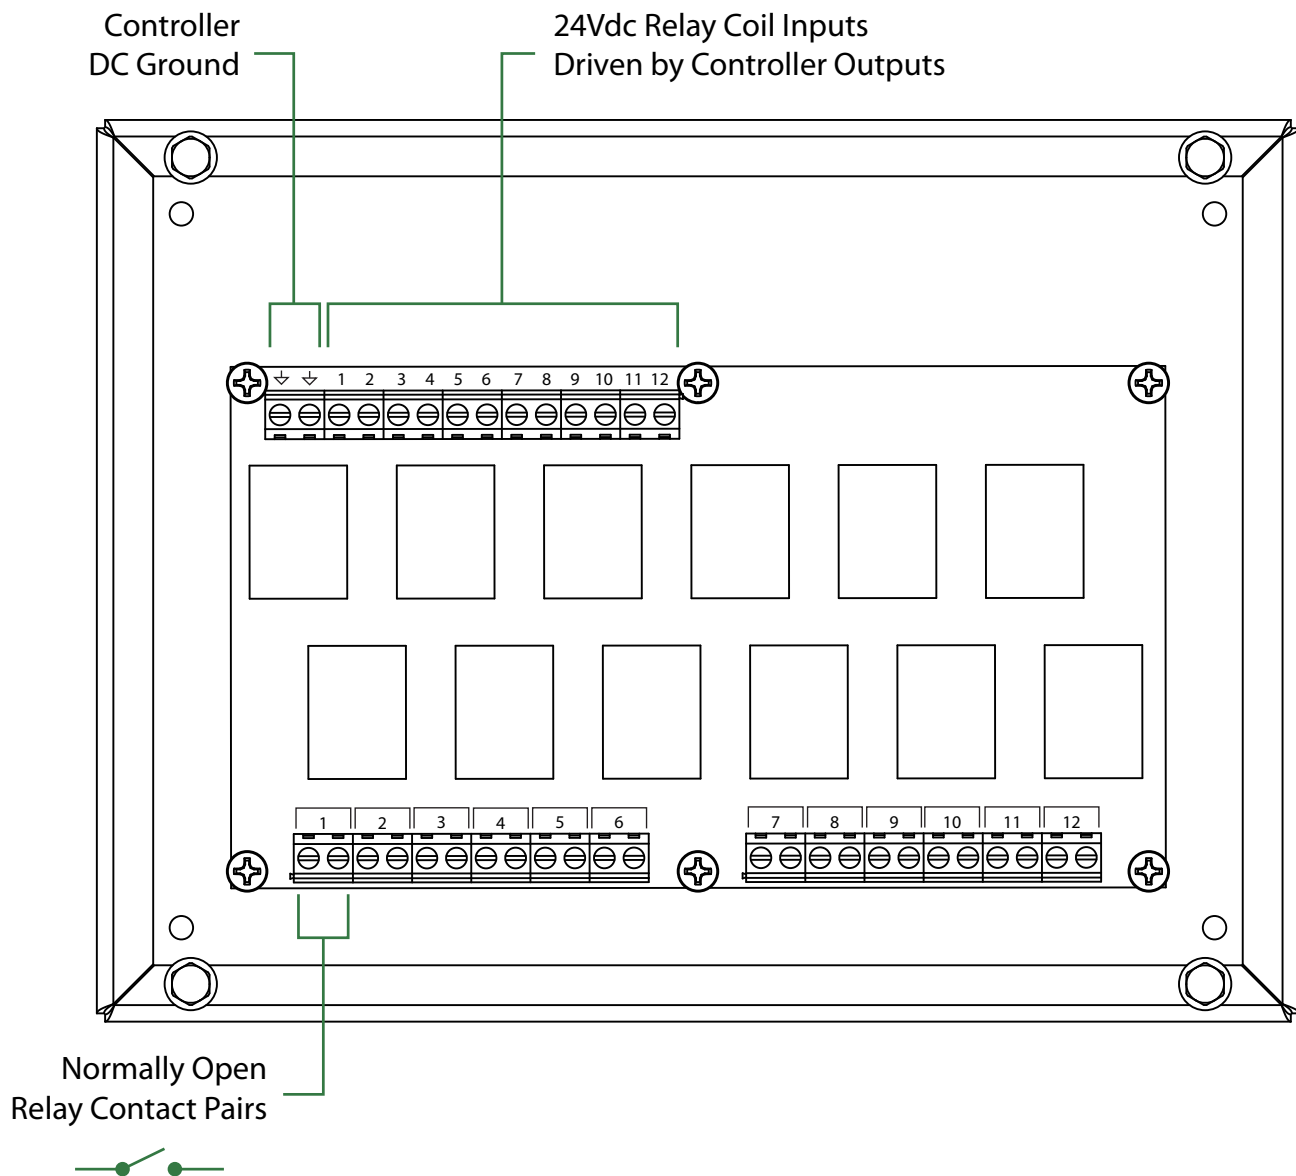 Controller
DC Ground
24Vdc Relay Coil Inputs
Driven by Controller Outputs
1 2 3 4 5 6 7 8 9 10 11 12
1 2 3 4 5 6 7 8 9 10 11 12
Normally Open
Relay Contact Pairs